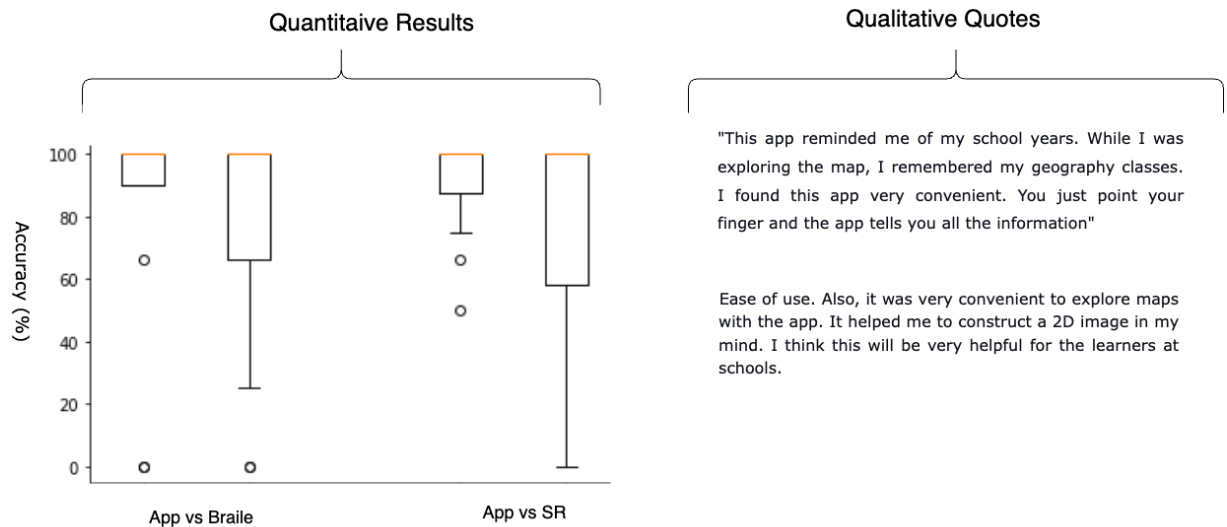 Quantitaive Results
Qualitative Quotes
100
80
60
40
20
0
Accuracy (%)
App vs Braile
App vs SR
"This app reminded me of my school years. While I was
exploring the map, I remembered my geography classes.
I found this app very convenient. You just point your
finger and the app tells you all the information"
Ease of use. Also, it was very convenient to explore maps
with the app. It helped me to construct a 2D image in my
mind. I think this will be very helpful for the learners at
schools.